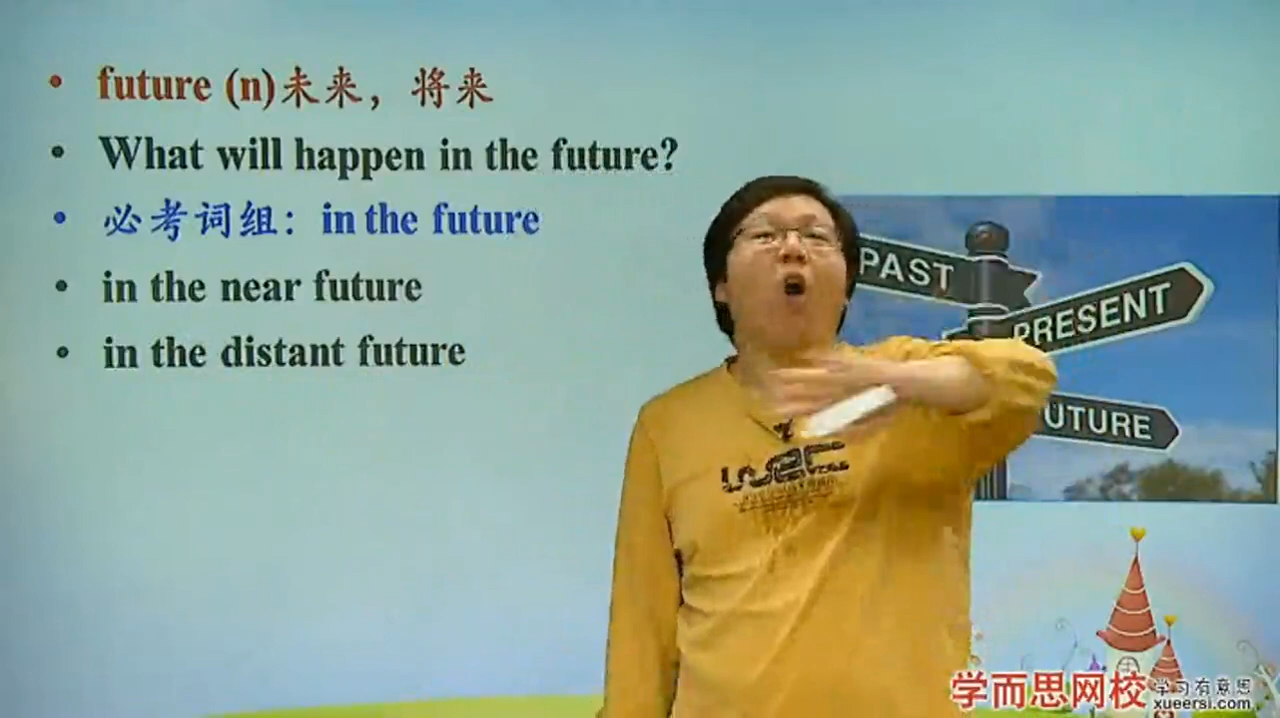 • future (n)未来，将来
• What will happen in the future?
• 必考词组：in the future
• in the near future
• in the distant future
PAST
PRESENT
UTURE
学而思网校
学习有意思
xueersi.com